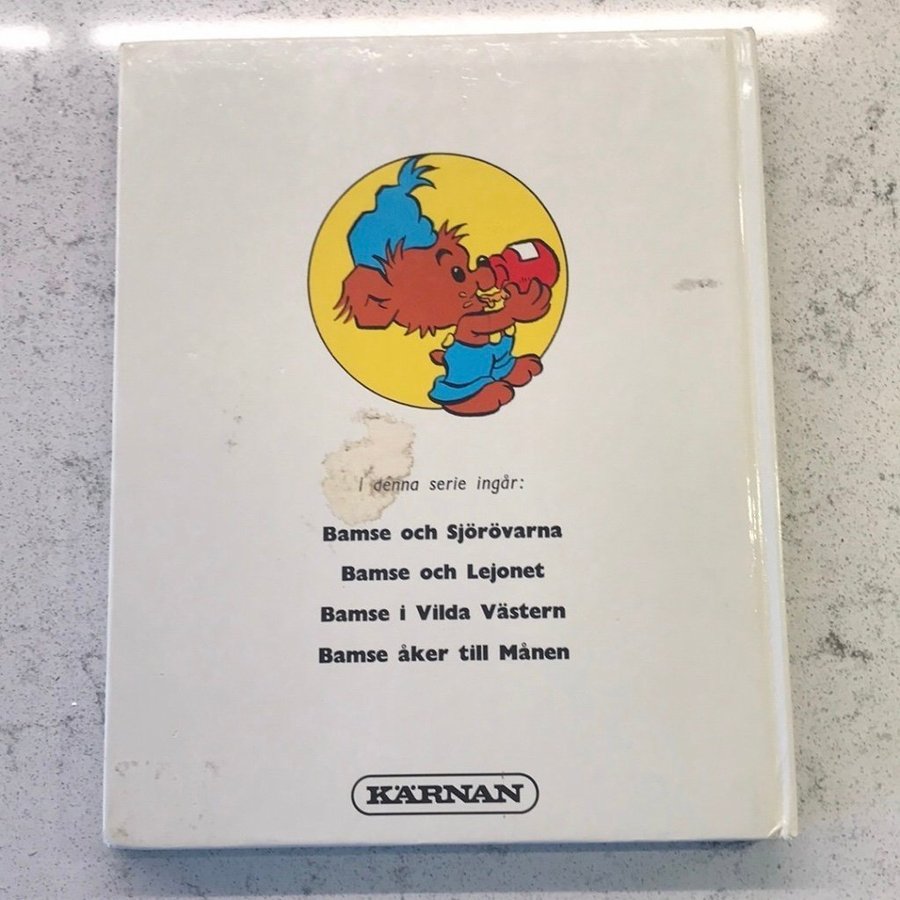 I denna serie ingår:
Bamse och Sjörövarna
Bamse och Lejonet
Bamse i Vilda Västern
Bamse åker till Månen
KÄRNAN